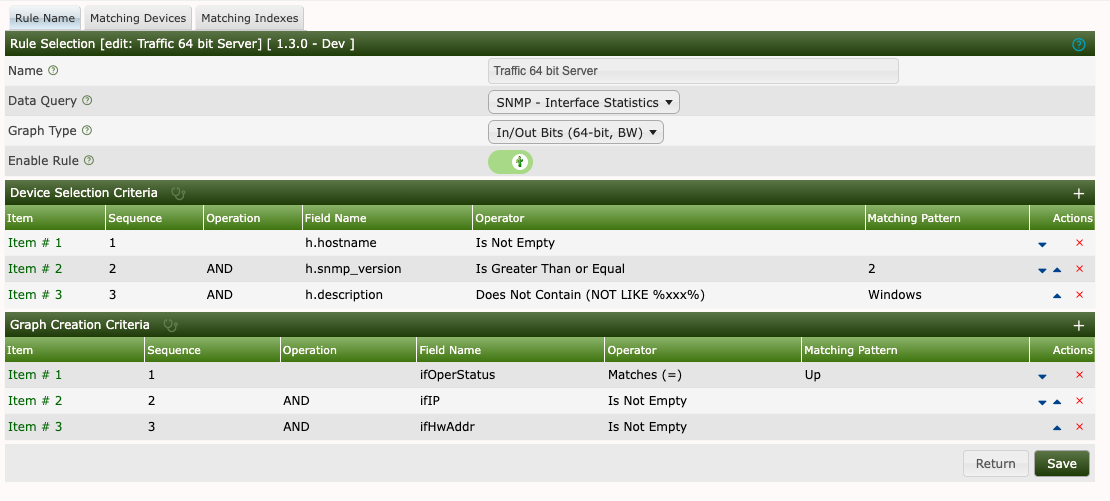 Rule Name Matching Devices Matching Indexes
Rule Selection [edit: Traffic 64 bit Server] [ 1.3.0 - Dev ]
Name Traffic 64 bit Server
Data Query SNMP - Interface Statistics
Graph Type In/Out Bits (64-bit, BW)
Enable Rule
Device Selection Criteria +
Item Sequence Operation Field Name Operator Matching Pattern Actions
Item # 1 1 h.hostname Is Not Empty
Item # 2 2 AND h.snmp_version Is Greater Than or Equal 2
Item # 3 3 AND h.description Does Not Contain (NOT LIKE %xxx%) Windows
Graph Creation Criteria +
Item Sequence Operation Field Name Operator Matching Pattern Actions
Item # 1 1 ifOperStatus Matches (=) Up
Item # 2 2 AND ifIP Is Not Empty
Item # 3 3 AND ifHwAddr Is Not Empty
Return Save